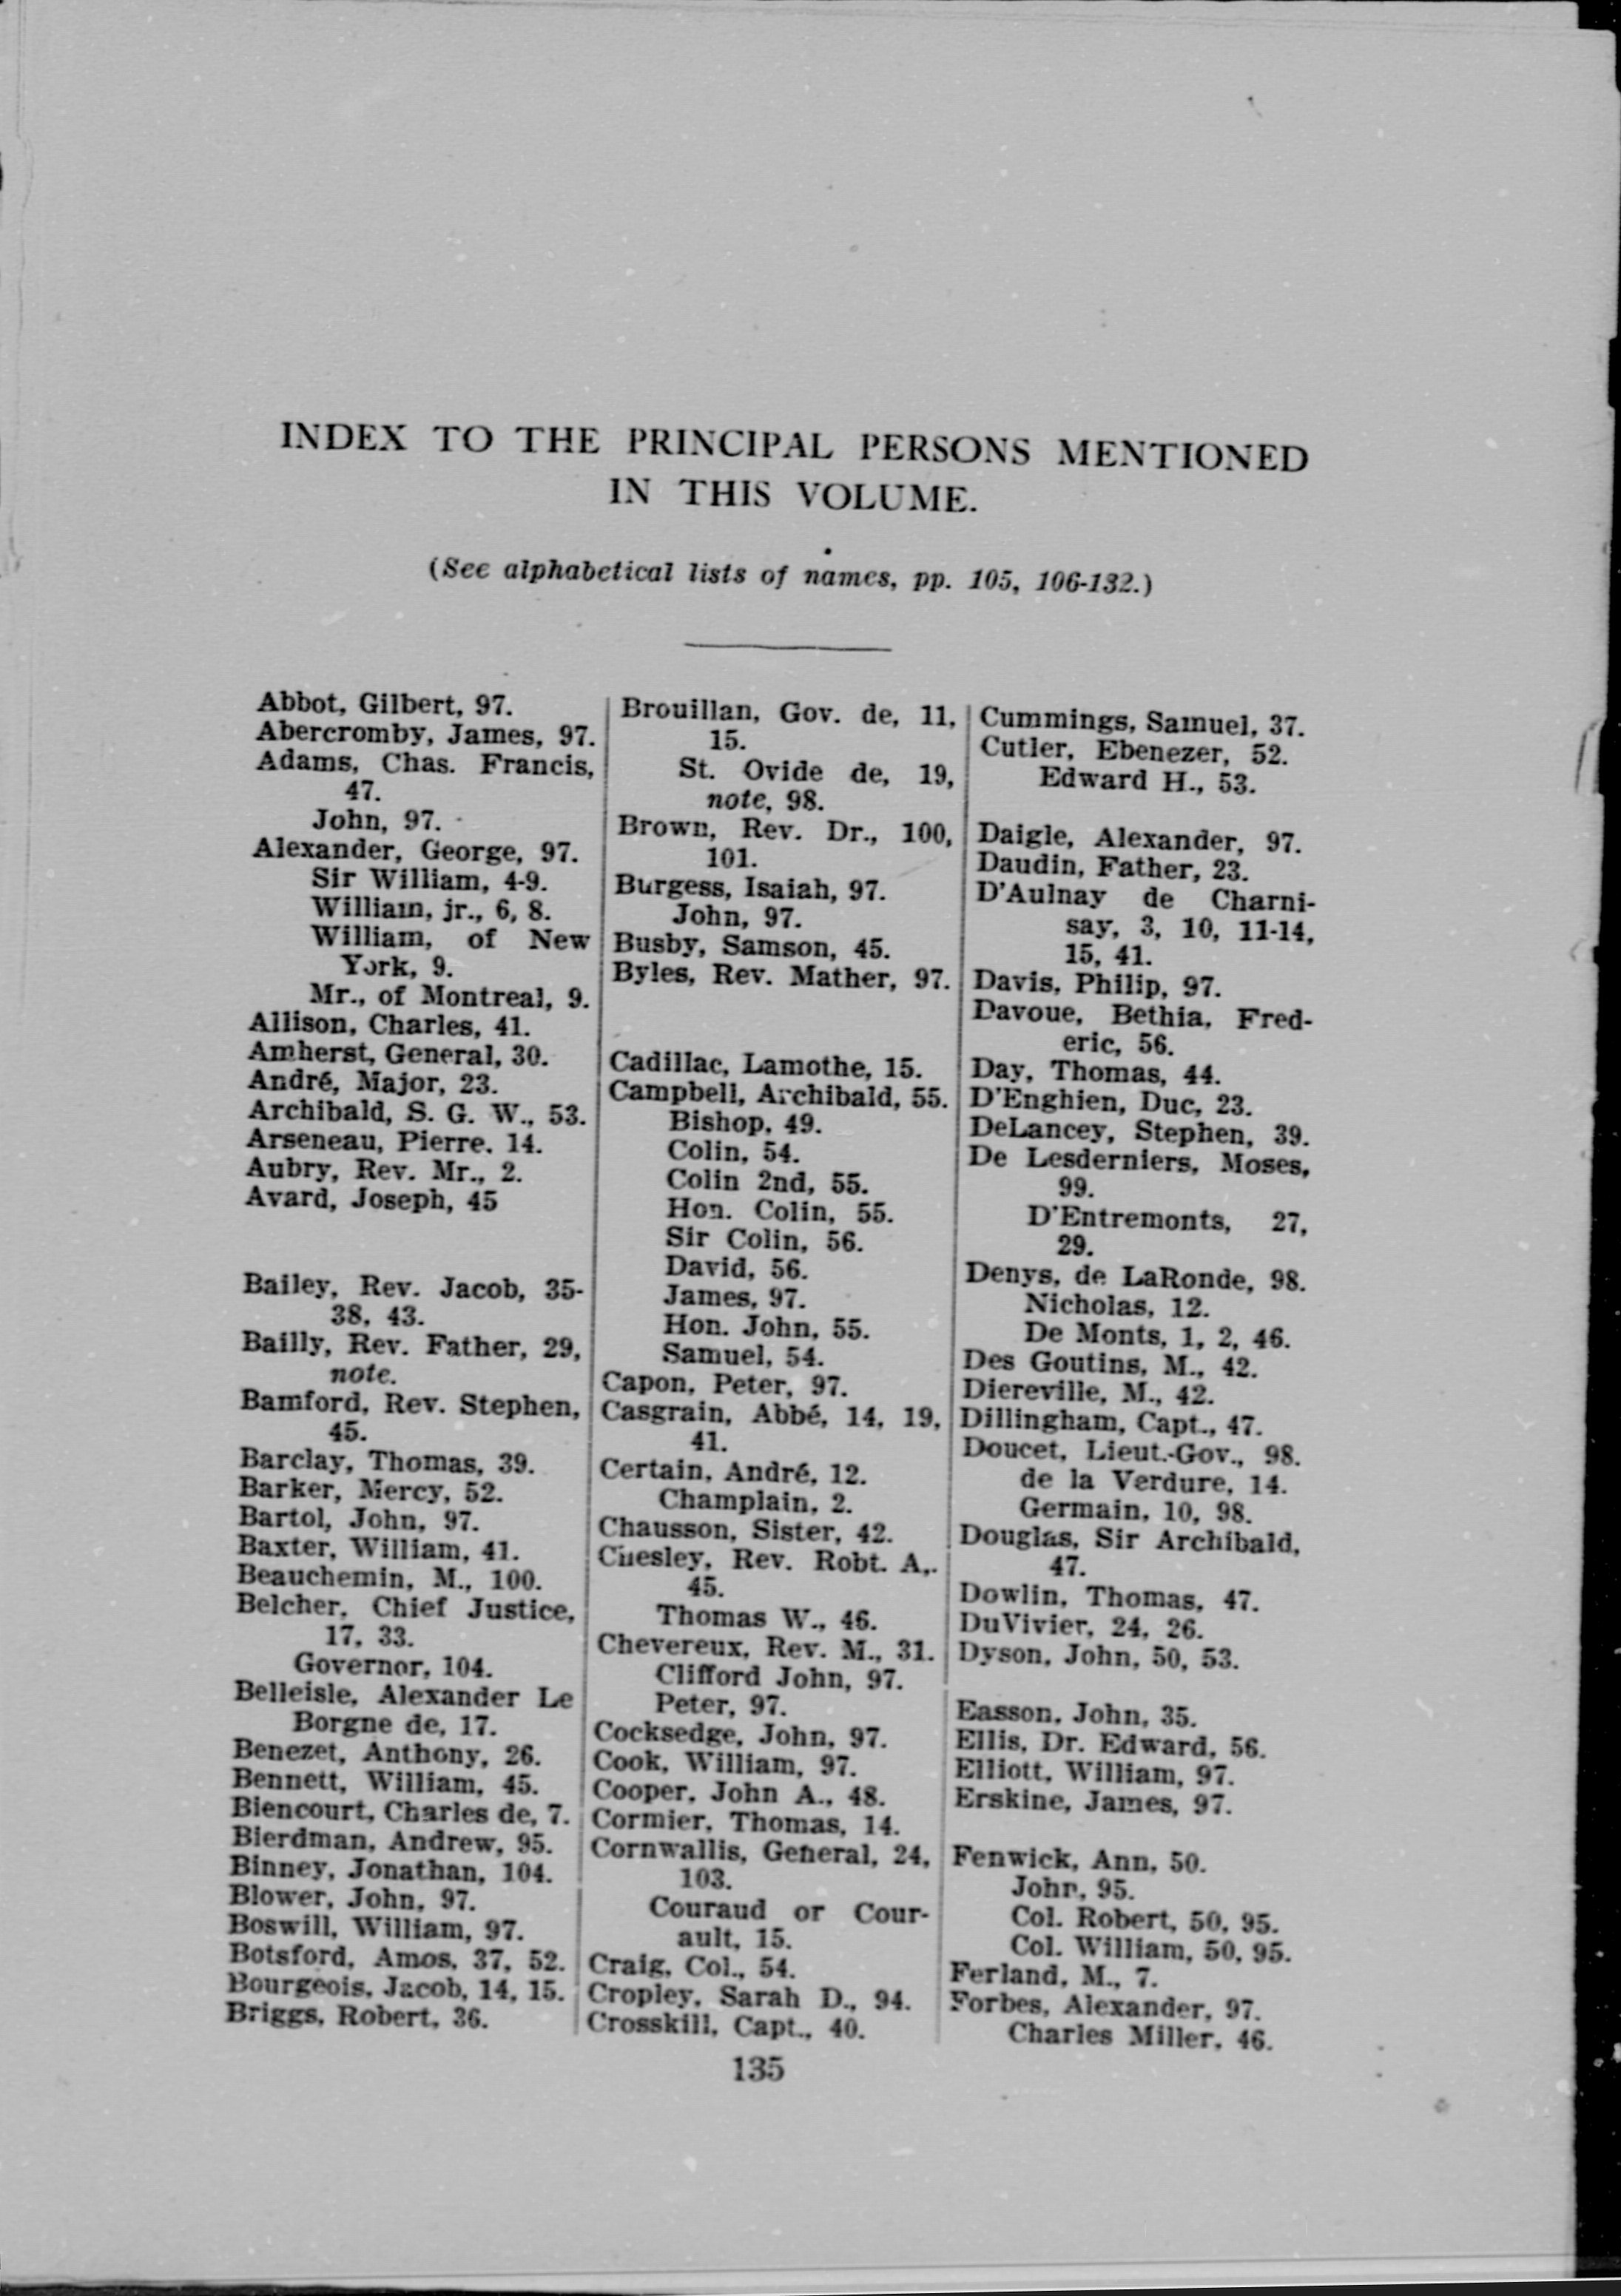 INDEX TO THE PRINCIPAL PERSONS MENTIONED
IN THIS VOLUME.
(See alphabetical lists of names, pp. 105, 106-132.)
Abbot, Gilbert, 97.
Abercromby, James, 97.
Adams, Chas. Francis,
47.
John, 97.
Alexander, George, 97.
Sir William, 4-9.
William, jr., 6, 8.
William, of New
York, 9.
Mr., of Montreal, 9.
Allison, Charles, 41.
Amherst, General, 30.
André, Major, 23.
Archibald, S. G. W., 53.
Arseneau, Pierre, 14.
Aubry, Rev. Mr., 2.
Avard, Joseph, 45
Bailey, Rev. Jacob, 35-
38, 43.
Bailly, Rev. Father, 29,
note.
Bamford, Rev. Stephen,
45.
Barclay, Thomas, 39.
Barker, Mercy, 52.
Bartol, John, 97.
Baxter, William, 41.
Beauchemin, M., 100.
Belcher, Chief Justice,
17, 33.
Governor, 104.
Belleisle, Alexander Le
Borgne de, 17.
Benezet, Anthony, 26.
Bennett, William, 45.
Biencourt, Charles de, 7.
Bierdman, Andrew, 95.
Binney, Jonathan, 104.
Blower, John, 97.
Boswill, William, 97.
Botsford, Amos, 37, 52.
Bourgeois, Jacob, 14, 15.
Briggs, Robert, 36.
Brouillan, Gov. de, 11,
15.
St. Ovide de, 19,
note, 98.
Brown, Rev. Dr., 100,
101.
Burgess, Isaiah, 97.
John, 97.
Busby, Samson, 45.
Byles, Rev. Mather, 97.
Cadillac, Lamothe, 15.
Campbell, Archibald, 55.
Bishop, 49.
Colin, 54.
Colin 2nd, 55.
Hon. Colin, 55.
Sir Colin, 56.
David, 56.
James, 97.
Hon. John, 55.
Samuel, 54.
Capon, Peter, 97.
Casgrain, Abbé, 14, 19,
41.
Certain, André, 12.
Champlain, 2.
Chausson, Sister, 42.
Chesley, Rev. Robt. A,.
45.
Thomas W., 46.
Chevereux, Rev. M., 31.
Clifford John, 97.
Peter, 97.
Cocksedge, John, 97.
Cook, William, 97.
Cooper, John A., 48.
Cormier, Thomas, 14.
Cornwallis, General, 24,
103.
Couraud or Cour-
ault, 15.
Craig, Col., 54.
Cropley, Sarah D., 94.
Crosskill, Capt., 40.
Cummings, Samuel, 37.
Cutler, Ebenezer, 52.
Edward H., 53.
Daigle, Alexander, 97.
Daudin, Father, 23.
D'Aulnay de Charni-
say, 3, 10, 11-14,
15, 41.
Davis, Philip, 97.
Davoue, Bethia, Fred-
eric, 56.
Day, Thomas, 44.
D'Enghien, Duc, 23.
DeLancey, Stephen, 39.
De Lesderniers, Moses,
99.
D'Entremonts, 27,
29.
Denys, de LaRonde, 98.
Nicholas, 12.
De Monts, 1, 2, 46.
Des Goutins, M., 42.
Diereville, M., 42.
Dillingham, Capt., 47.
Doucet, Lieut.-Gov., 98.
de la Verdure, 14.
Germain, 10, 98.
Douglas, Sir Archibald,
47.
Dowlin, Thomas, 47.
DuVivier, 24, 26.
Dyson, John, 50, 53.
Easson, John, 35.
Ellis, Dr. Edward, 56.
Elliott, William, 97.
Erskine, James, 97.
Fenwick, Ann, 50.
John, 95.
Col. Robert, 50, 95.
Col. William, 50, 95.
Ferland, M., 7.
Forbes, Alexander, 97.
Charles Miller, 46.
135